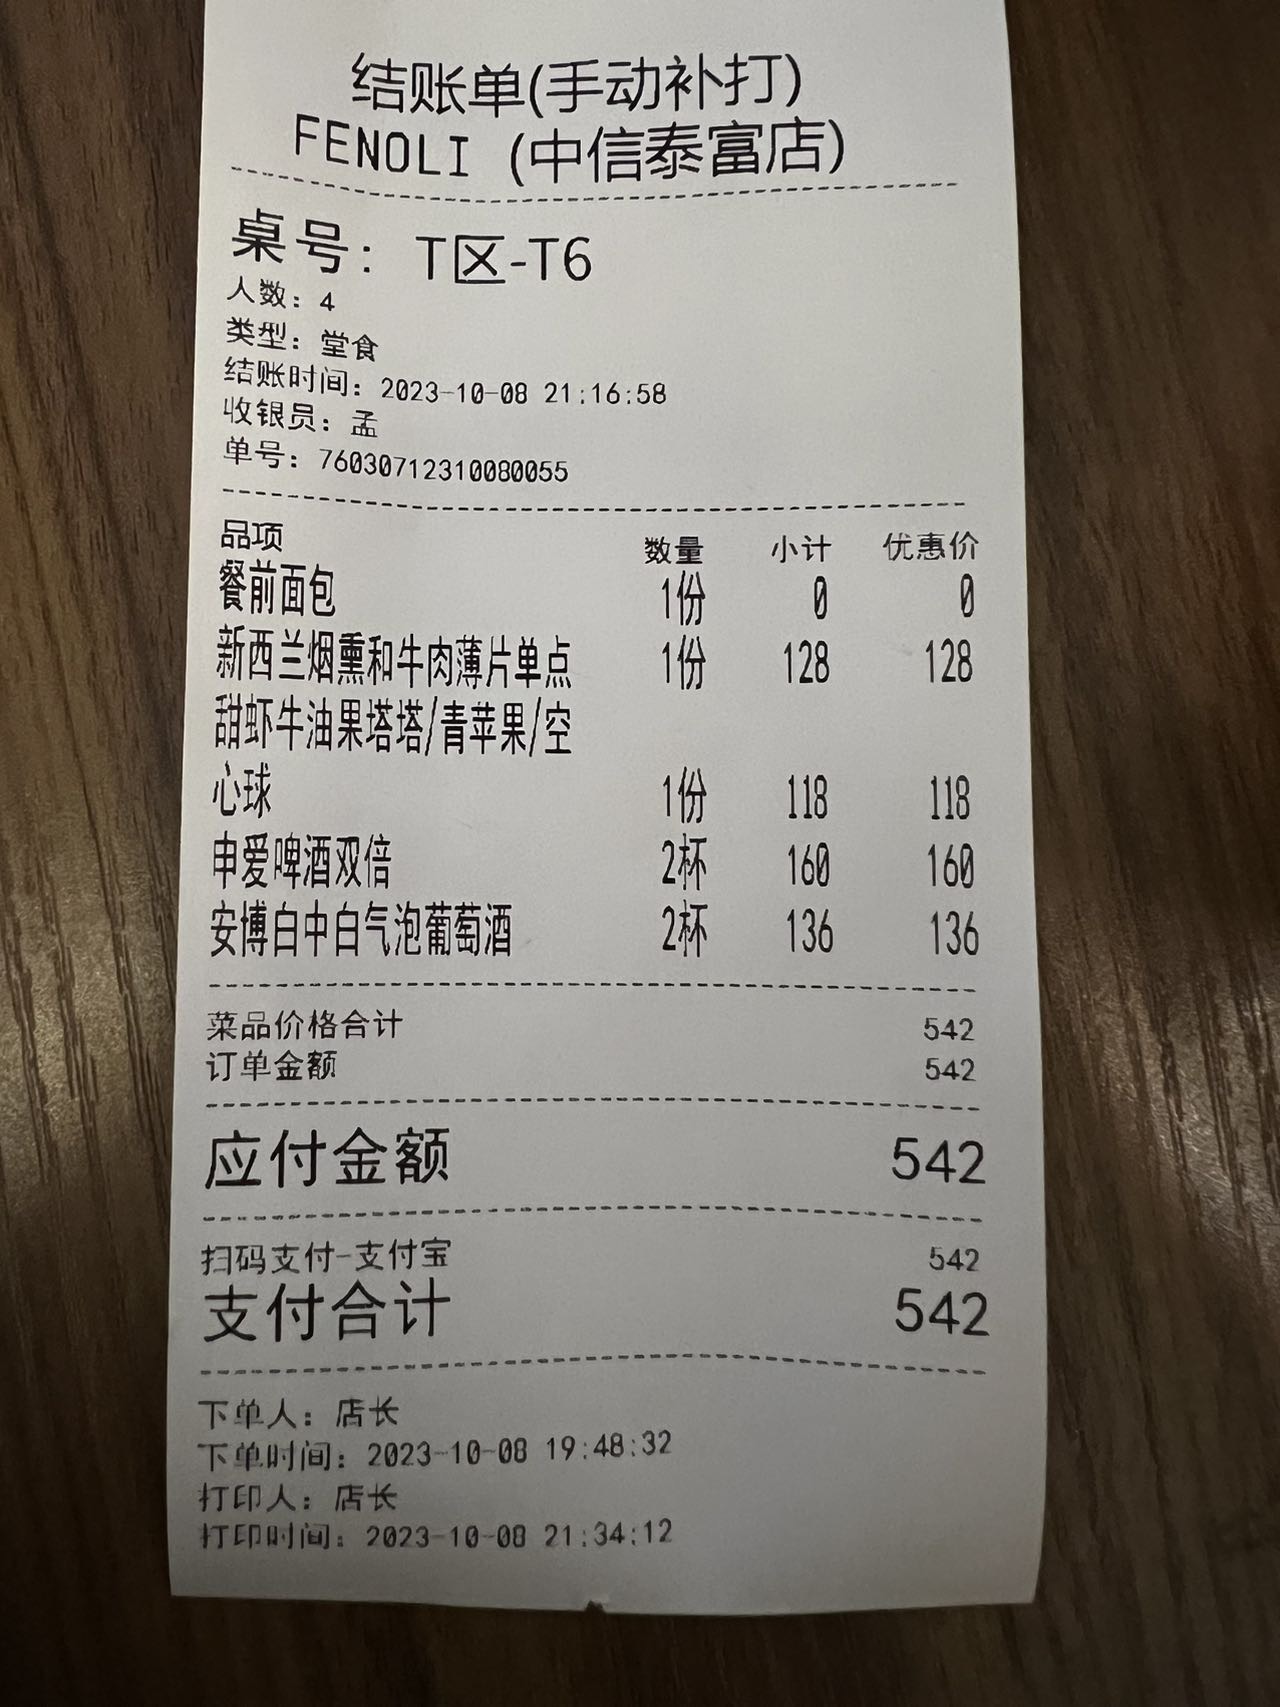 结账单(手动补打)
FENOLI (中信泰富店)
桌号: T区-T6
人数: 4
类型: 堂食
结账时间: 2023-10-08 21:16:58
收银员: 孟
单号: 76030712310080055
品项 数量 小计 优惠价
餐前面包 1份 0 0
新西兰烟熏和牛肉薄片单点 1份 128 128
甜虾牛油果塔塔/青苹果/空
心球 1份 118 118
申爱啤酒双倍 2杯 160 160
安博白中白气泡葡萄酒 2杯 136 136
菜品价格合计 542
订单金额 542
应付金额 542
扫码支付-支付宝 542
支付合计 542
下单人: 店长
下单时间: 2023-10-08 19:48:32
打印人: 店长
打印时间: 2023-10-08 21:34:12